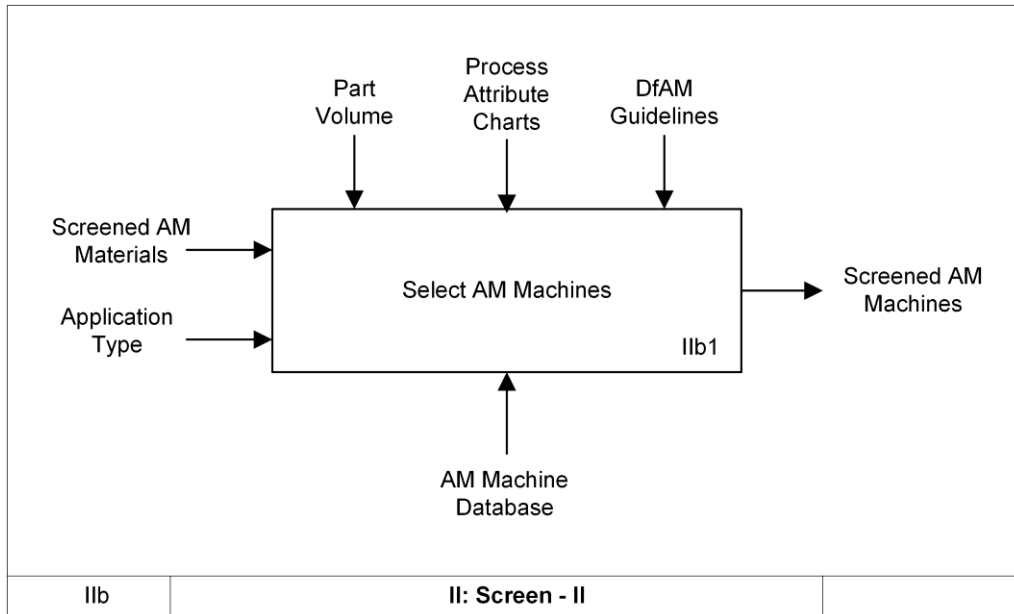 Part
Volume
Process
Attribute
Charts
DfAM
Guidelines
Screened AM
Materials
Application
Type
Select AM Machines
IIb1
Screened AM
Machines
AM Machine
Database
IIb
II: Screen - II